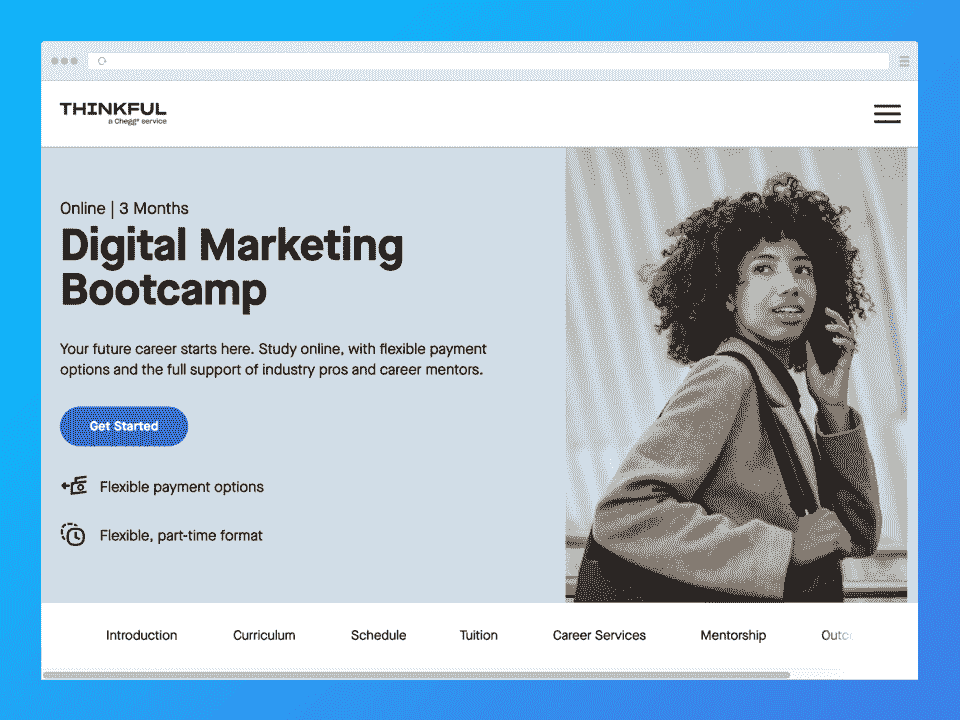 THINKFUL
a Chegg® service
Online | 3 Months
Digital Marketing
Bootcamp
Your future career starts here. Study online, with flexible payment
options and the full support of industry pros and career mentors.
Get Started
Flexible payment options
Flexible, part-time format
Introduction Curriculum Schedule Tuition Career Services Mentorship